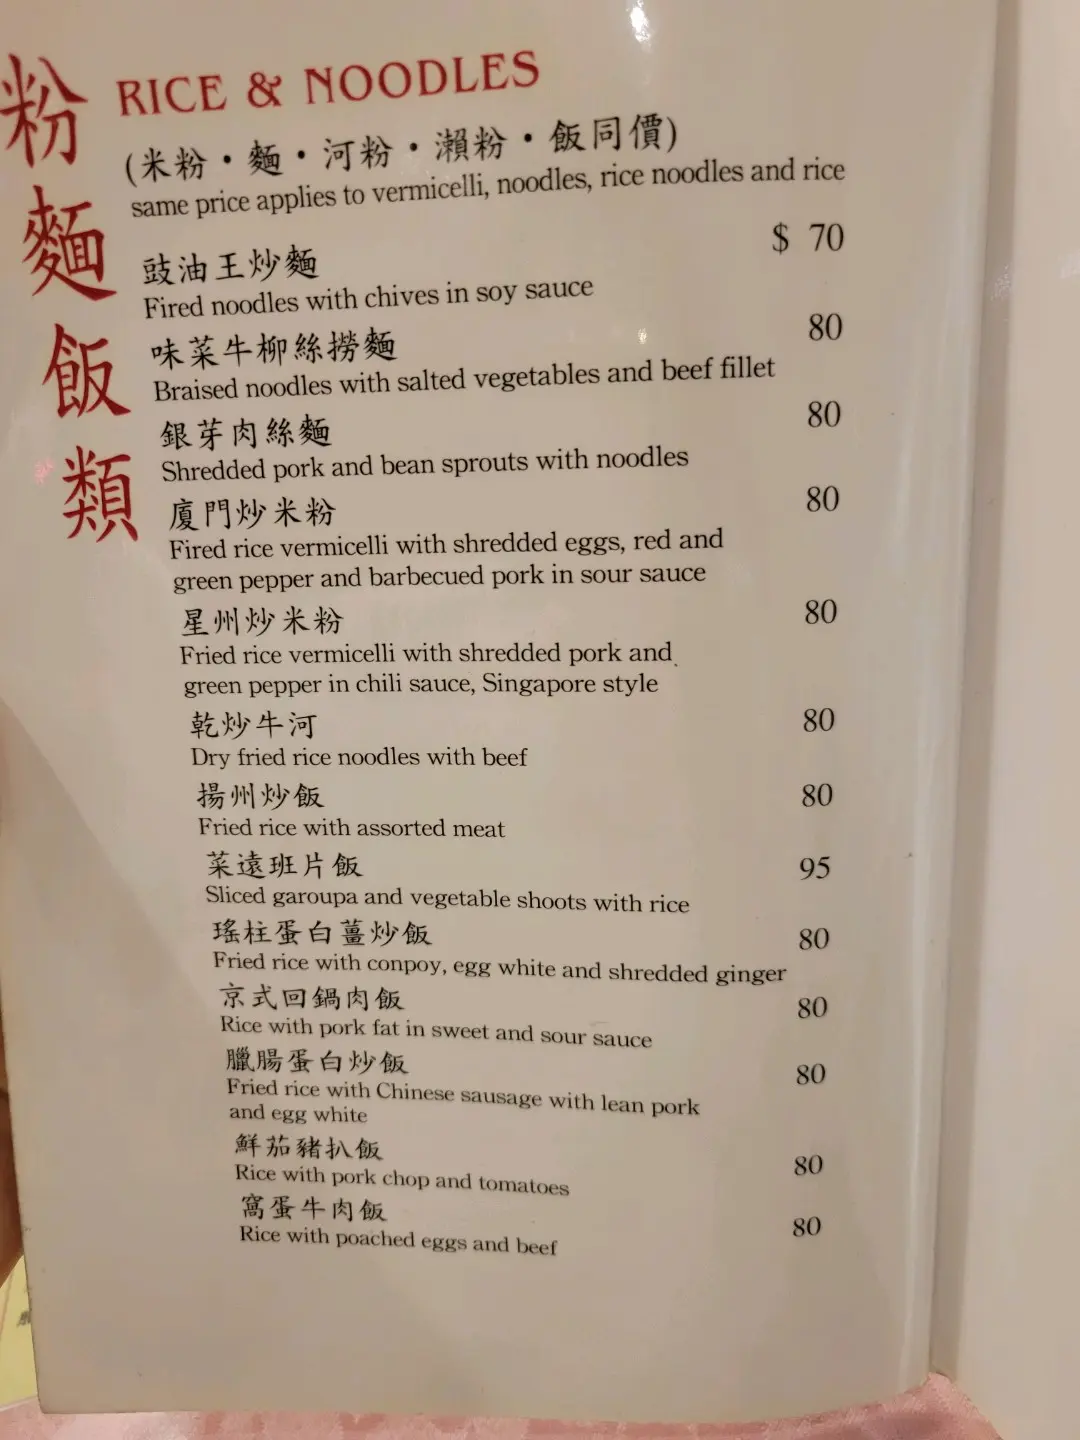 粉麵飯類
RICE & NOODLES
(米粉・麵・河粉・瀨粉・飯同價)
same price applies to vermicelli, noodles, rice noodles and rice
豉油王炒麵 $ 70
Fired noodles with chives in soy sauce
味菜牛柳絲撈麵 80
Braised noodles with salted vegetables and beef fillet
銀芽肉絲麵 80
Shredded pork and bean sprouts with noodles
廈門炒米粉 80
Fired rice vermicelli with shredded eggs, red and
green pepper and barbecued pork in sour sauce
星州炒米粉 80
Fried rice vermicelli with shredded pork and
green pepper in chili sauce, Singapore style
乾炒牛河 80
Dry fried rice noodles with beef
揚州炒飯 80
Fried rice with assorted meat
菜遠班片飯 95
Sliced garoupa and vegetable shoots with rice
瑤柱蛋白薑炒飯 80
Fried rice with conpoy, egg white and shredded ginger
京式回鍋肉飯 80
Rice with pork fat in sweet and sour sauce
臘腸蛋白炒飯 80
Fried rice with Chinese sausage with lean pork
and egg white
鮮茄豬扒飯 80
Rice with pork chop and tomatoes
窩蛋牛肉飯 80
Rice with poached eggs and beef